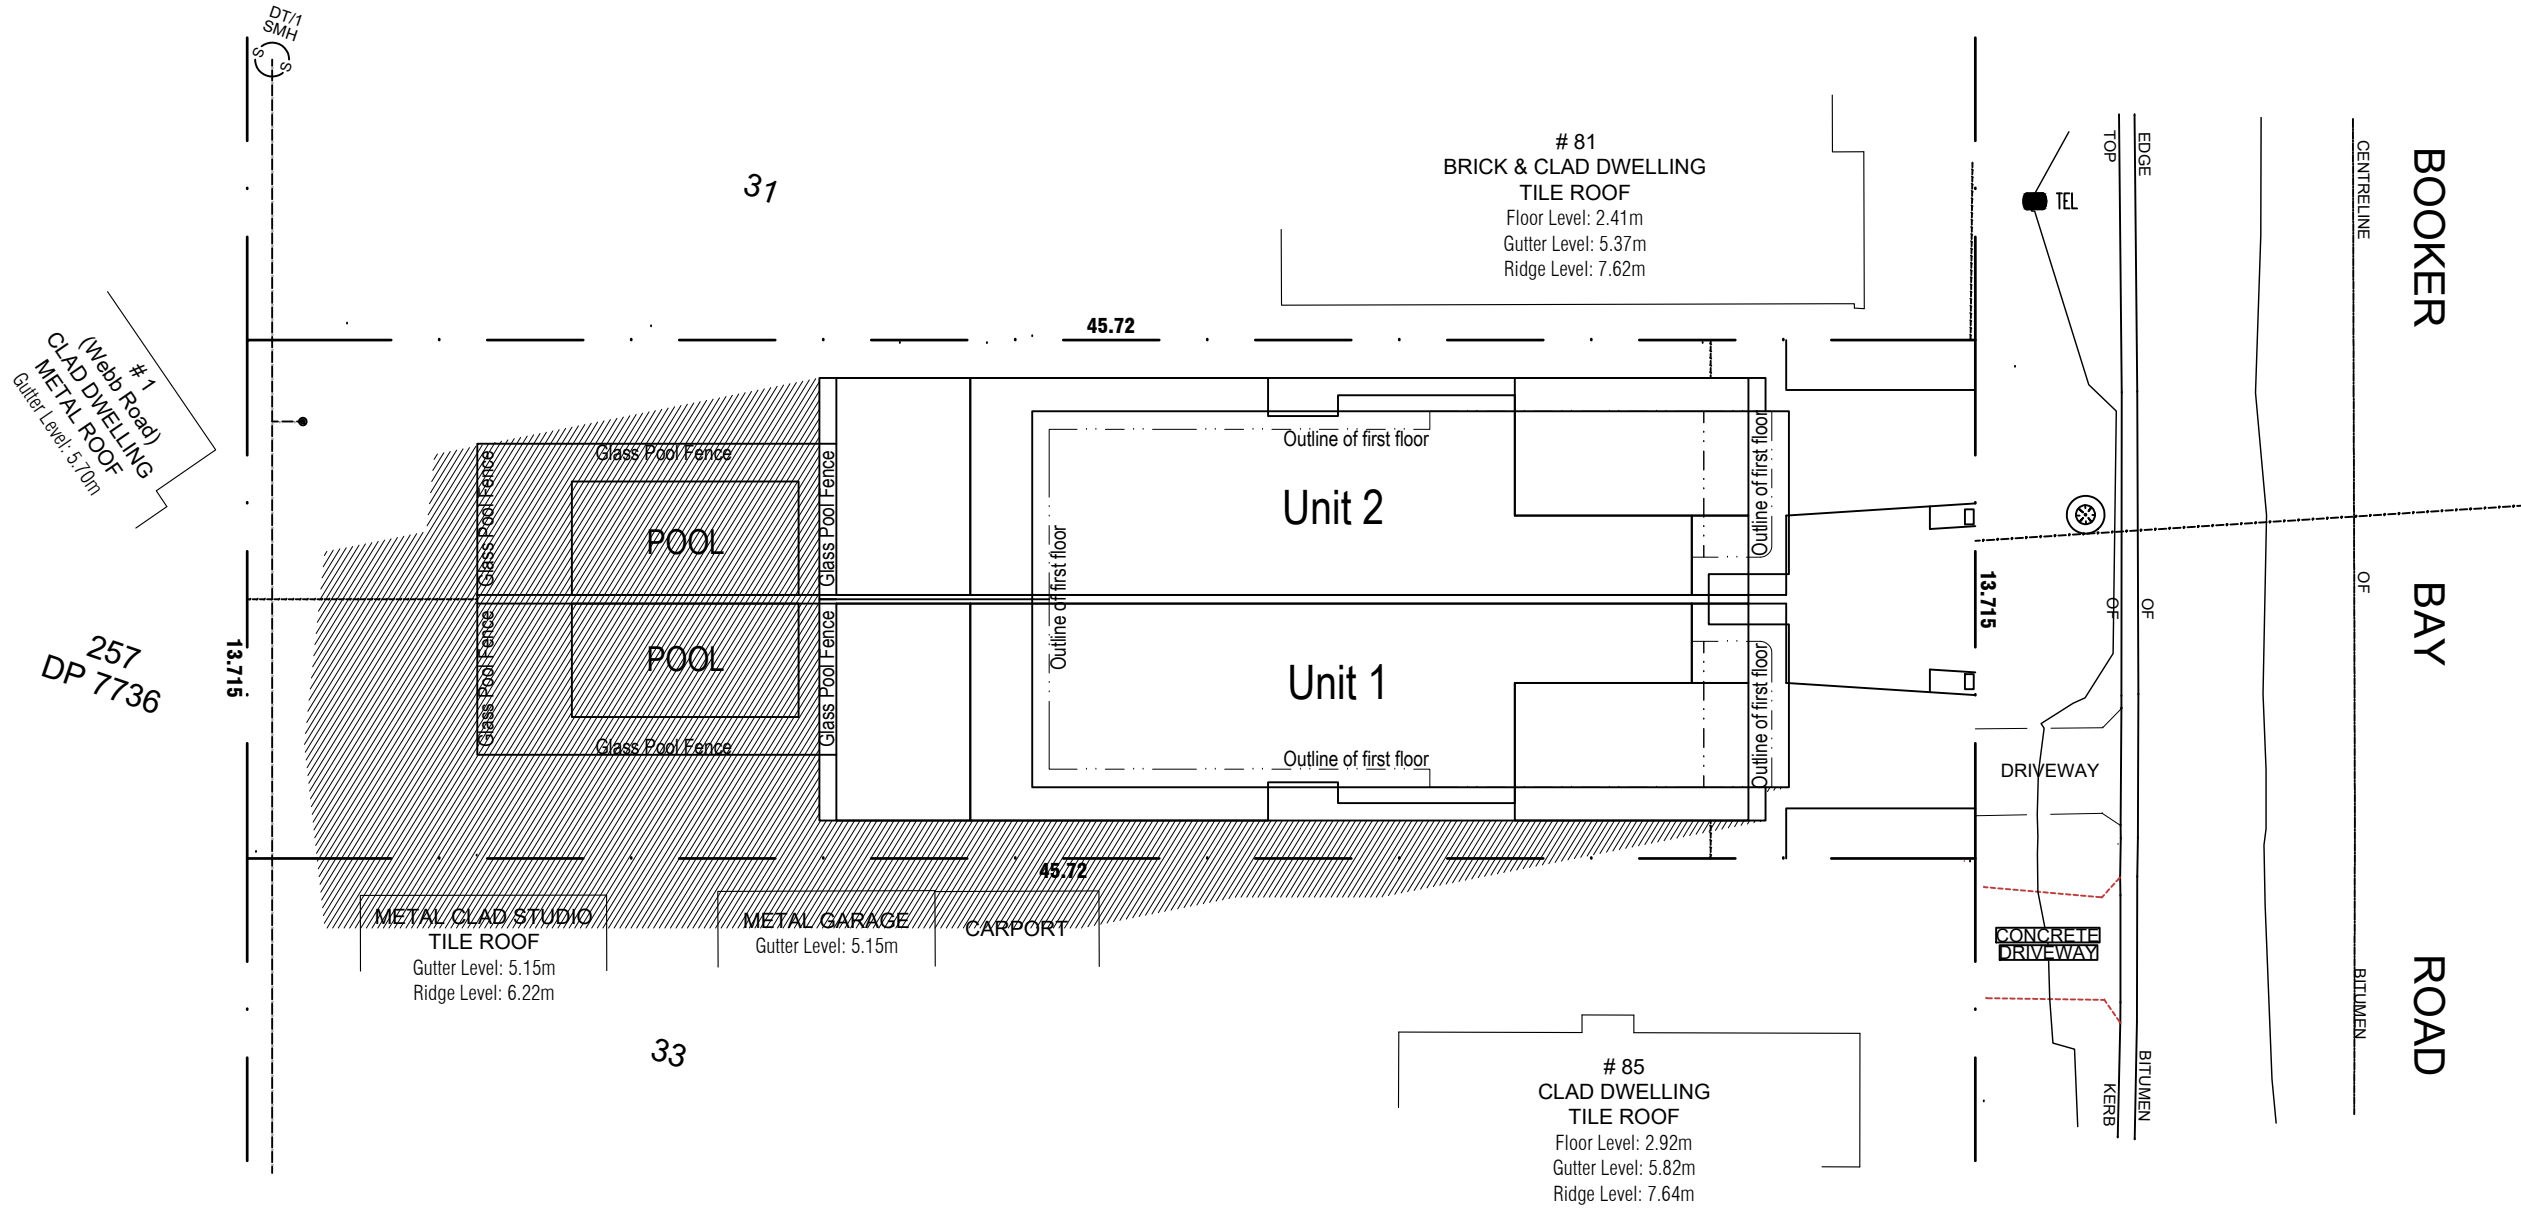 DT/1
SMH
S
S
31
# 81
BRICK & CLAD DWELLING
TILE ROOF
Floor Level: 2.41m
Gutter Level: 5.37m
Ridge Level: 7.62m
TEL
TOP
OF
KERB
EDGE
OF
BITUMEN
CENTRELINE
OF
BITUMEN
BOOKER
BAY
ROAD
# 1
(Webb Road)
CLAD DWELLING
METAL ROOF
Gutter Level: 5.70m
45.72
Outline of first floor
Outline of first floor
Unit 2
Outline of first floor
Glass Pool Fence
Glass Pool Fence
Glass Pool Fence
POOL
13.715
257
DP 7736
13.715
POOL
Glass Pool Fence
Glass Pool Fence
Glass Pool Fence
Unit 1
Outline of first floor
Outline of first floor
DRIVEWAY
45.72
METAL CLAD STUDIO
TILE ROOF
Gutter Level: 5.15m
Ridge Level: 6.22m
METAL GARAGE
Gutter Level: 5.15m
CARPORT
CONCRETE
DRIVEWAY
33
# 85
CLAD DWELLING
TILE ROOF
Floor Level: 2.92m
Gutter Level: 5.82m
Ridge Level: 7.64m